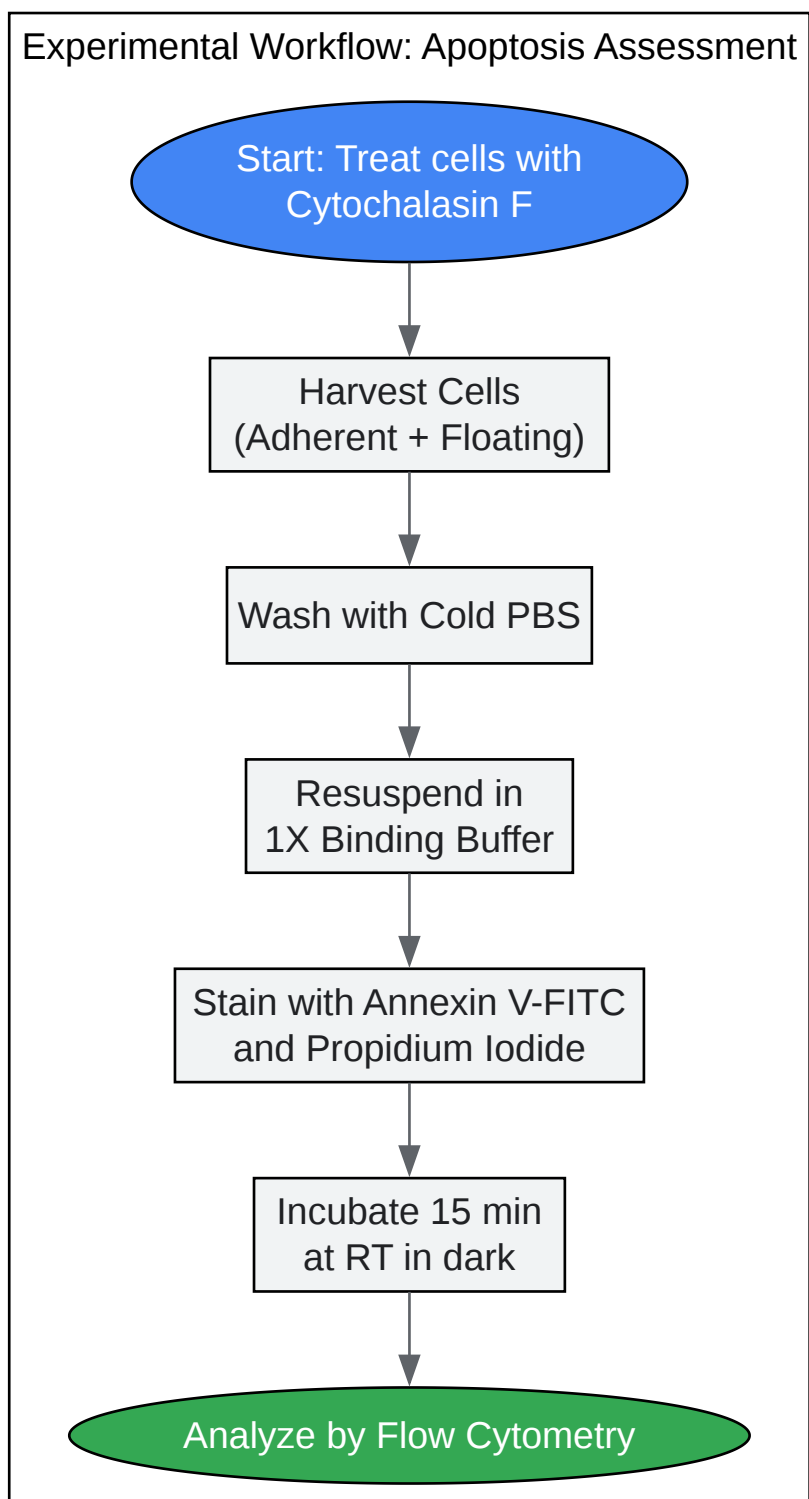 Experimental Workflow: Apoptosis Assessment
Start: Treat cells with
Cytochalasin F
Harvest Cells
(Adherent + Floating)
Wash with Cold PBS
Resuspend in
1X Binding Buffer
Stain with Annexin V-FITC
and Propidium Iodide
Incubate 15 min
at RT in dark
Analyze by Flow Cytometry